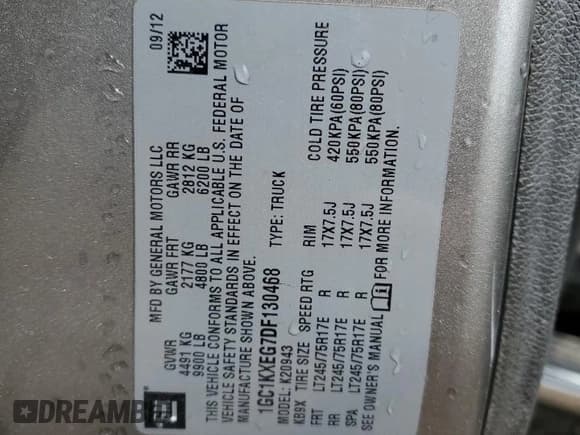 MFD BY GENERAL MOTORS LLC 09/12
GVWR GAWR FRT GAWR RR
4491 KG 2177 KG 2812 KG
9900 LB 4800 LB 6200 LB
THIS VEHICLE CONFORMS TO ALL APPLICABLE U.S. FEDERAL MOTOR
VEHICLE SAFETY STANDARDS IN EFFECT ON THE DATE OF
MANUFACTURE SHOWN ABOVE.
1GC1KXEG7DF130468 TYPE: TRUCK
MODEL: K20943
KB9X TIRE SIZE SPEED RTG RIM COLD TIRE PRESSURE
FRT LT245/75R17E R 17X7.5J 420KPA(60PSI)
RR LT245/75R17E R 17X7.5J 550KPA(80PSI)
SPA LT245/75R17E R 17X7.5J 550KPA(80PSI)
SEE OWNER'S MANUAL FOR MORE INFORMATION.
GM
DREAMBID